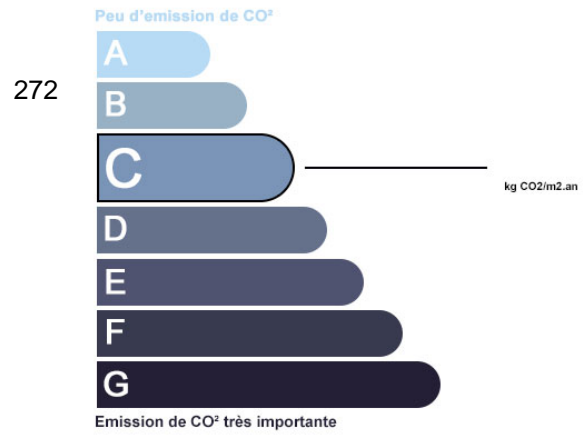 Peu d'emission de CO²
A
272
B
C
kg CO2/m2.an
D
E
F
G
Emission de CO² très importante